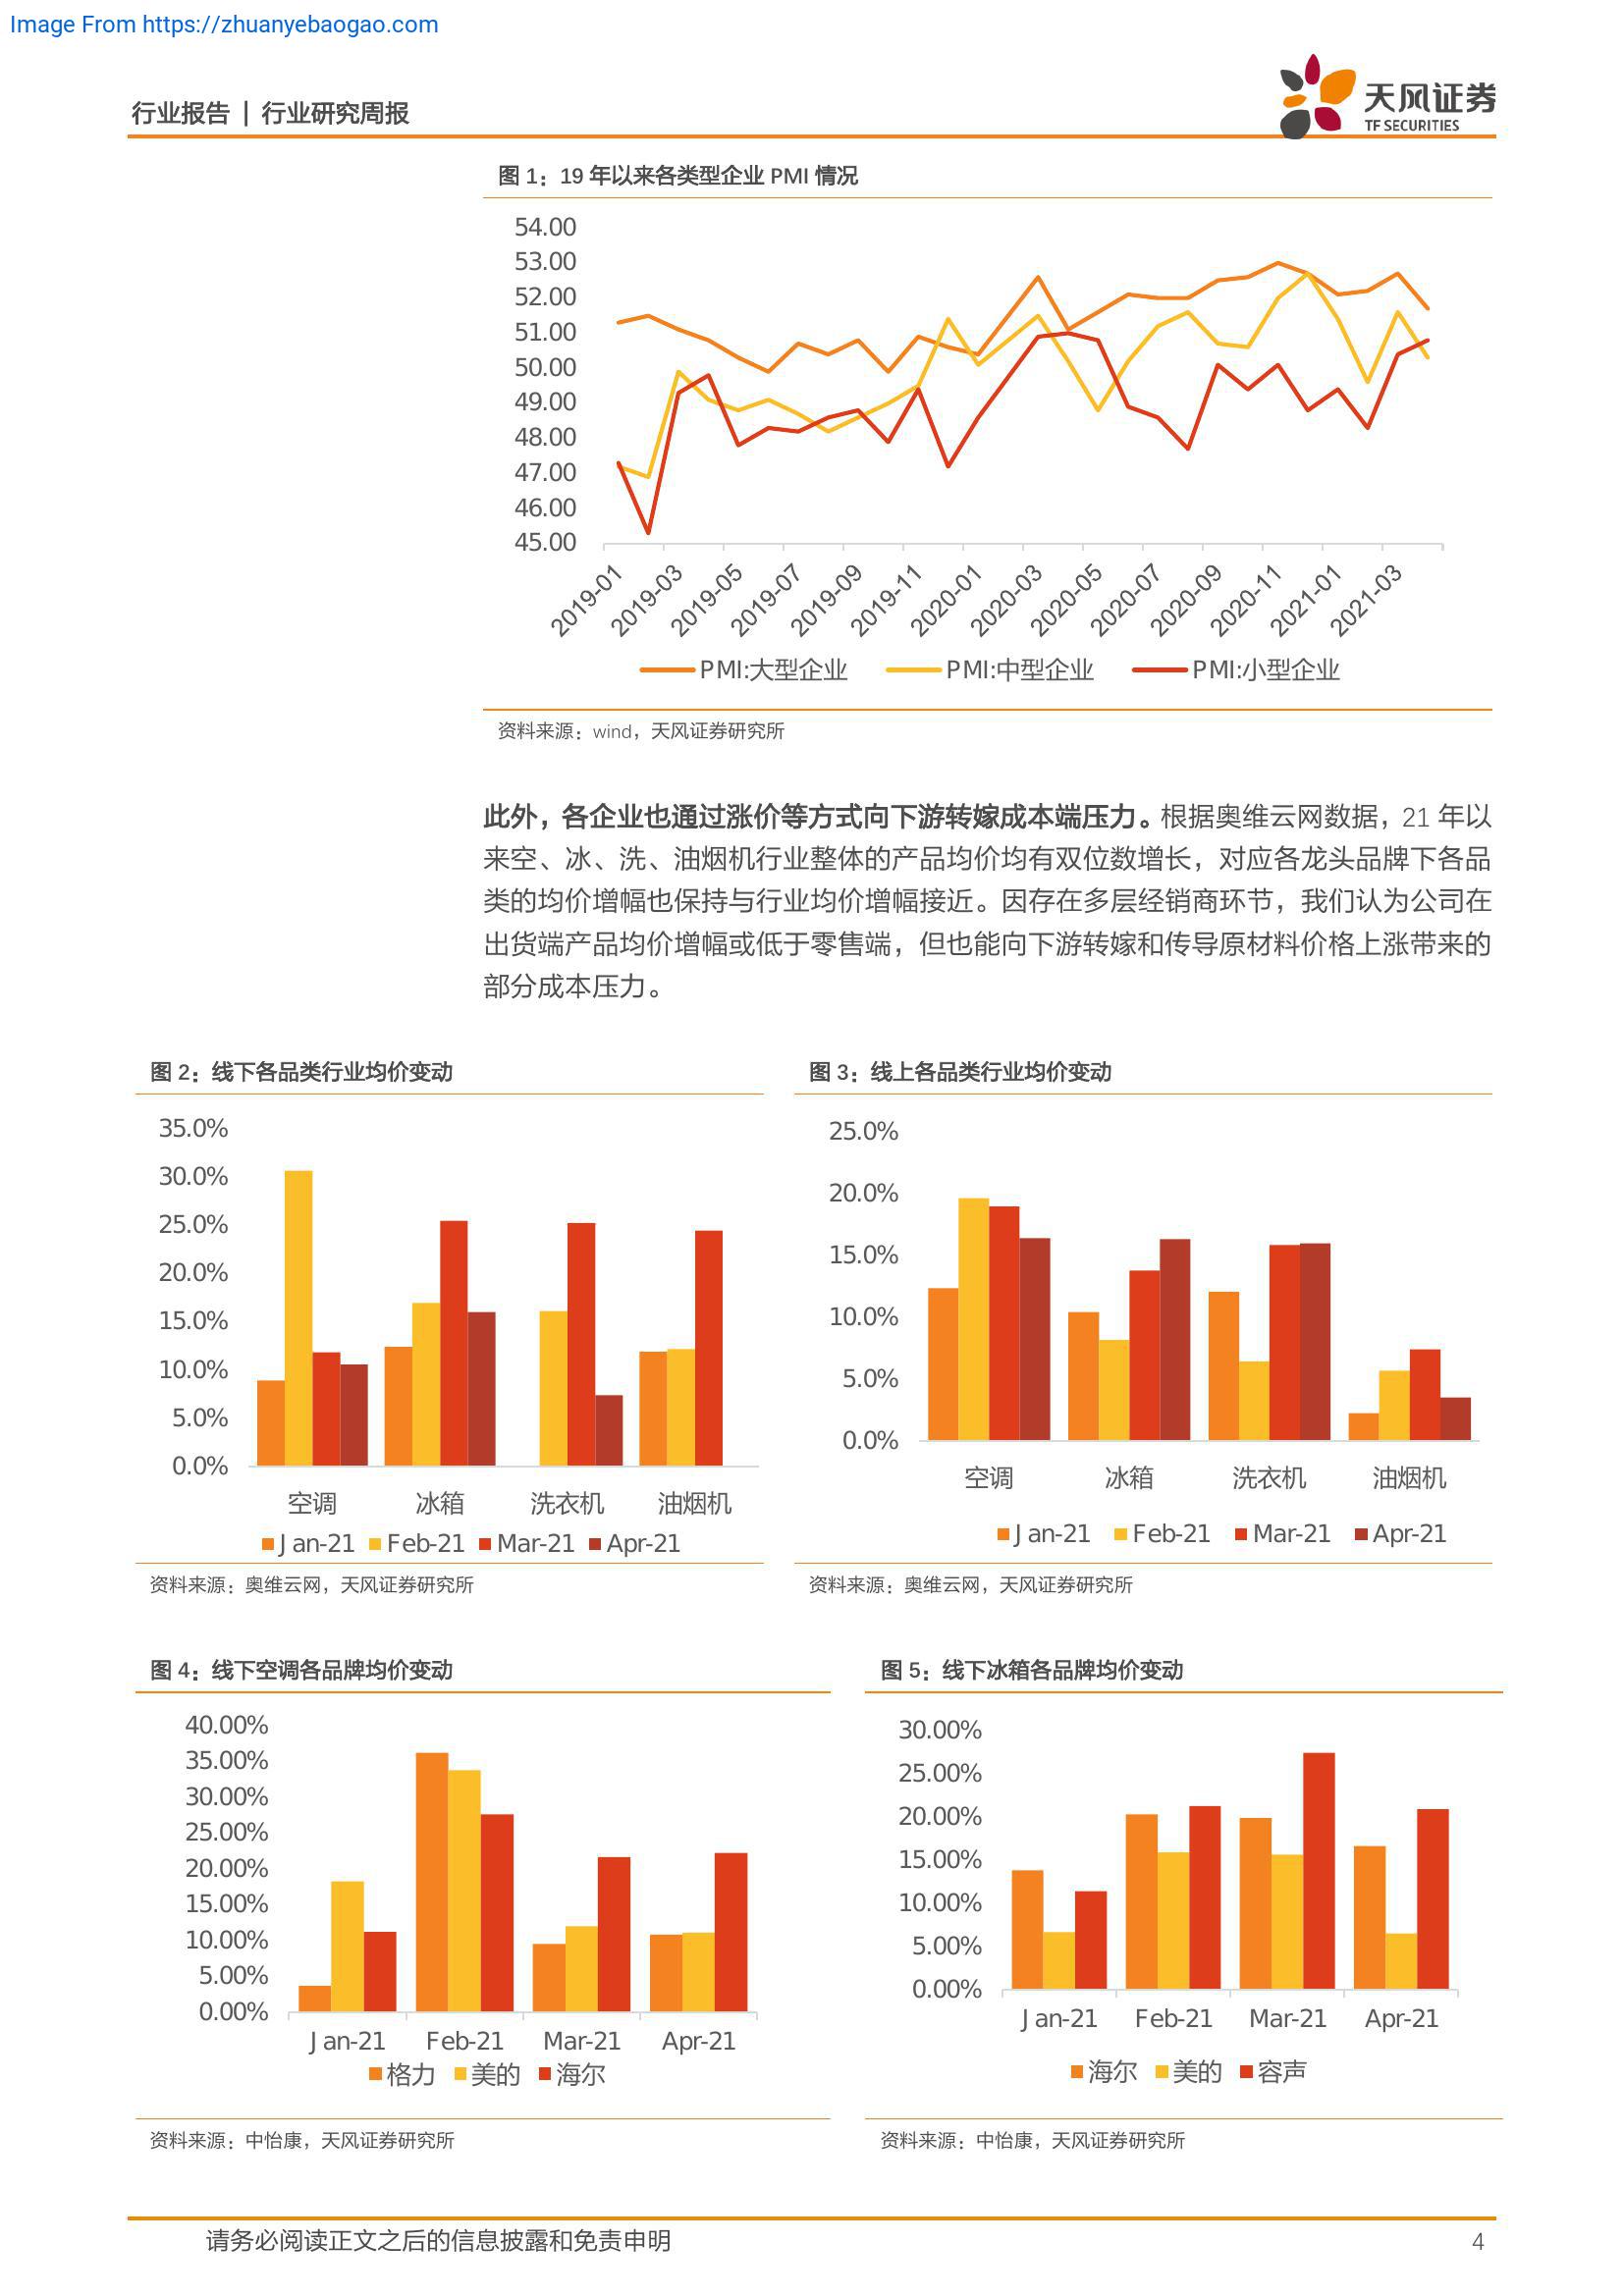 Image From https://zhuanyebaogao.com
行业报告 | 行业研究周报
天风证券
TF SECURITIES
图 1：19 年以来各类型企业 PMI 情况
54.00
53.00
52.00
51.00
50.00
49.00
48.00
47.00
46.00
45.00
2019-01 2019-03 2019-05 2019-07 2019-09 2019-11 2020-01 2020-03 2020-05 2020-07 2020-09 2020-11 2021-01 2021-03
PMI:大型企业 PMI:中型企业 PMI:小型企业
资料来源：wind，天风证券研究所
此外，各企业也通过涨价等方式向下游转嫁成本端压力。根据奥维云网数据，21 年以
来空、冰、洗、油烟机行业整体的产品均价均有双位数增长，对应各龙头品牌下各品
类的均价增幅也保持与行业均价增幅接近。因存在多层经销商环节，我们认为公司在
出货端产品均价增幅或低于零售端，但也能向下游转嫁和传导原材料价格上涨带来的
部分成本压力。
图 2：线下各品类行业均价变动
35.0%
30.0%
25.0%
20.0%
15.0%
10.0%
5.0%
0.0%
空调 冰箱 洗衣机 油烟机
Jan-21 Feb-21 Mar-21 Apr-21
资料来源：奥维云网，天风证券研究所
图 3：线上各品类行业均价变动
25.0%
20.0%
15.0%
10.0%
5.0%
0.0%
空调 冰箱 洗衣机 油烟机
Jan-21 Feb-21 Mar-21 Apr-21
资料来源：奥维云网，天风证券研究所
图 4：线下空调各品牌均价变动
40.00%
35.00%
30.00%
25.00%
20.00%
15.00%
10.00%
5.00%
0.00%
Jan-21 Feb-21 Mar-21 Apr-21
格力 美的 海尔
资料来源：中怡康，天风证券研究所
图 5：线下冰箱各品牌均价变动
30.00%
25.00%
20.00%
15.00%
10.00%
5.00%
0.00%
Jan-21 Feb-21 Mar-21 Apr-21
海尔 美的 容声
资料来源：中怡康，天风证券研究所
请务必阅读正文之后的信息披露和免责申明
4